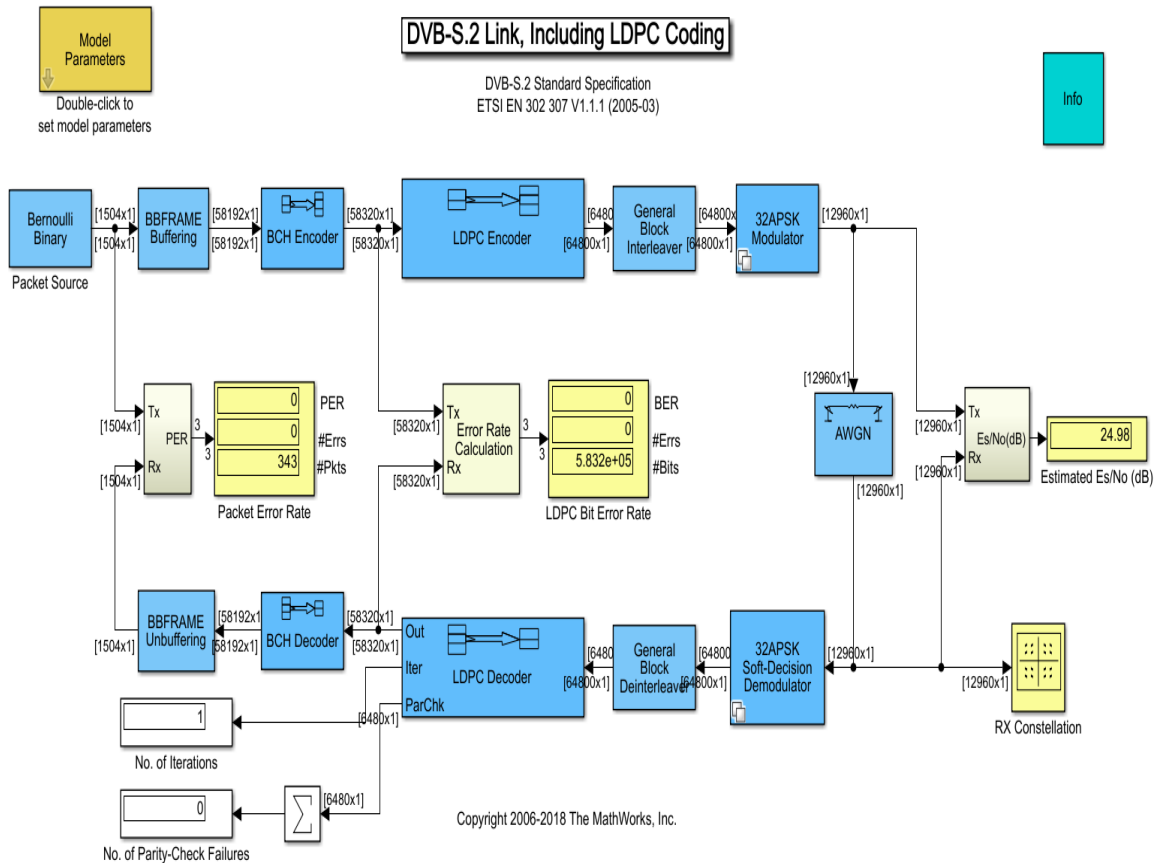 DVB-S.2 Link, Including LDPC Coding
DVB-S.2 Standard Specification
ETSI EN 302 307 V1.1.1 (2005-03)
Model
Parameters
Double-click to
set model parameters
Info
Bernoulli
Binary
Packet Source
[1504x1]
[1504x1]
BBFRAME
Buffering
[58192x1]
[58192x1]
BCH Encoder
[58320x1]
[58320x1]
LDPC Encoder
[6480
[64800x1]
General
Block
Interleaver
[64800x
[64800x1]
32APSK
Modulator
[12960x1]
[1504x1]
[1504x1]
Tx
PER
Rx
3
3
0
0
343
PER
#Errs
#Pkts
Packet Error Rate
[58320x1]
[58320x1]
Tx
Error Rate
Calculation
Rx
3
3
0
0
5.832e+05
BER
#Errs
#Bits
LDPC Bit Error Rate
[12960x1]
AWGN
[12960x1]
[12960x1]
[12960x1]
Tx
Es/No(dB)
Rx
24.98
Estimated Es/No (dB)
[1504x1]
BBFRAME
Unbuffering
[58192x1
[58192x1]
BCH Decoder
[58320x1]
[58320x1]
Out
Iter
ParChk
LDPC Decoder
[6480x1]
[6480
[64800x1]
General
Block
Deinterleaver
[64800
[64800x1]
32APSK
Soft-Decision
Demodulator
[12960x1]
[12960x1]
RX Constellation
1
No. of Iterations
0
No. of Parity-Check Failures
[6480x1]
Copyright 2006-2018 The MathWorks, Inc.